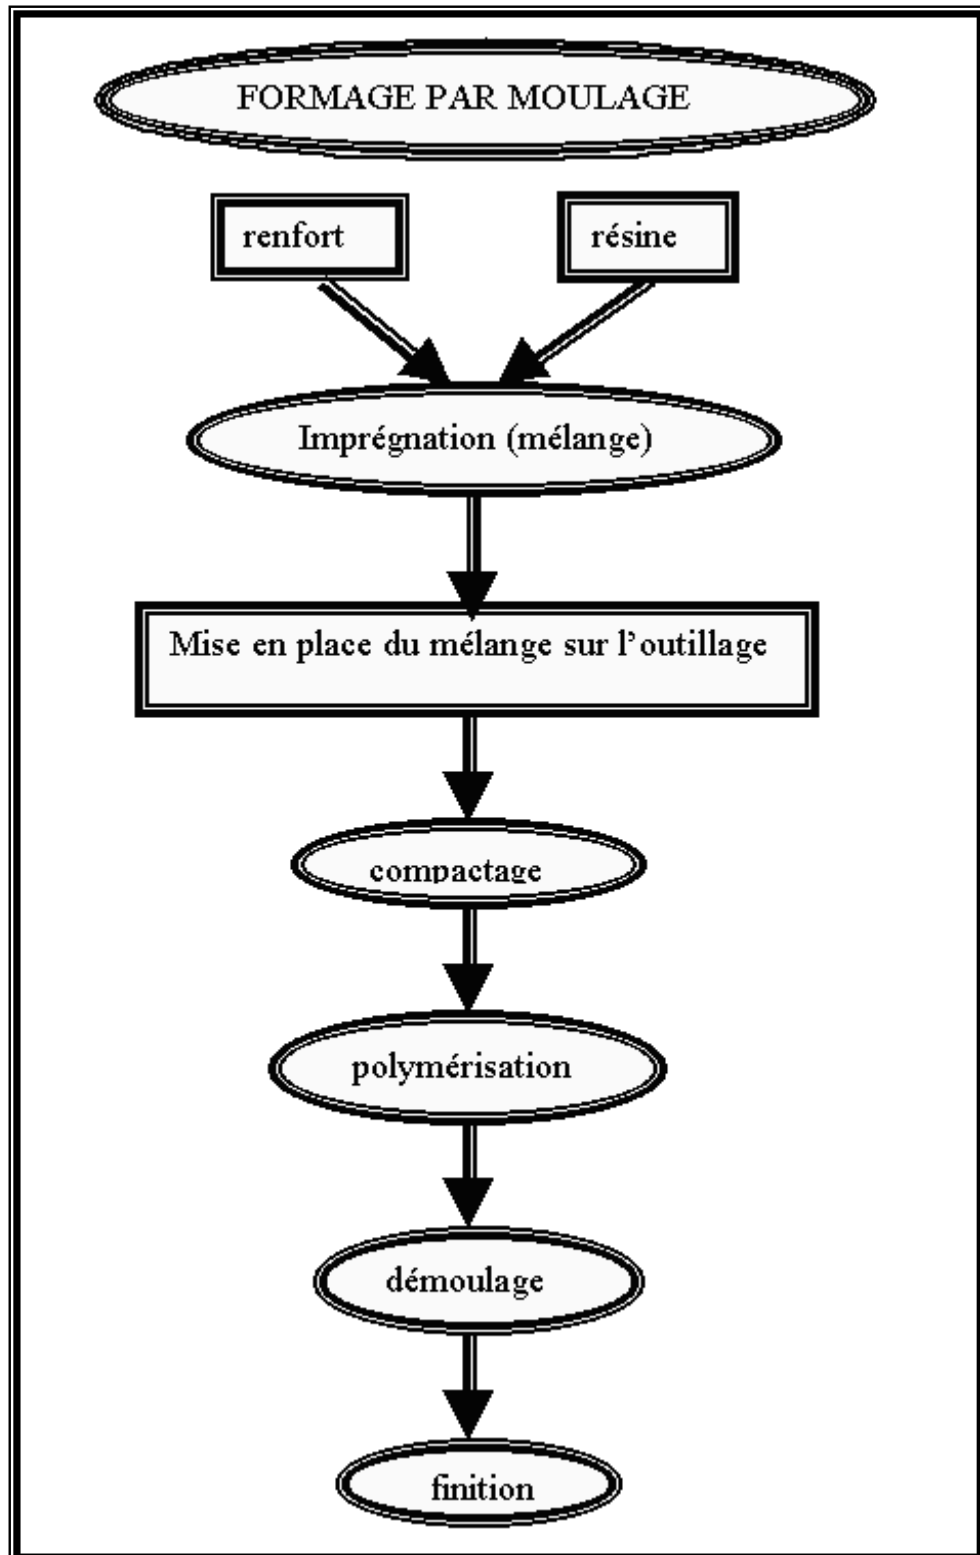 FORMAGE PAR MOULAGE
renfort
résine
Imprégnation (mélange)
Mise en place du mélange sur l’outillage
compactage
polymérisation
démoulage
finition